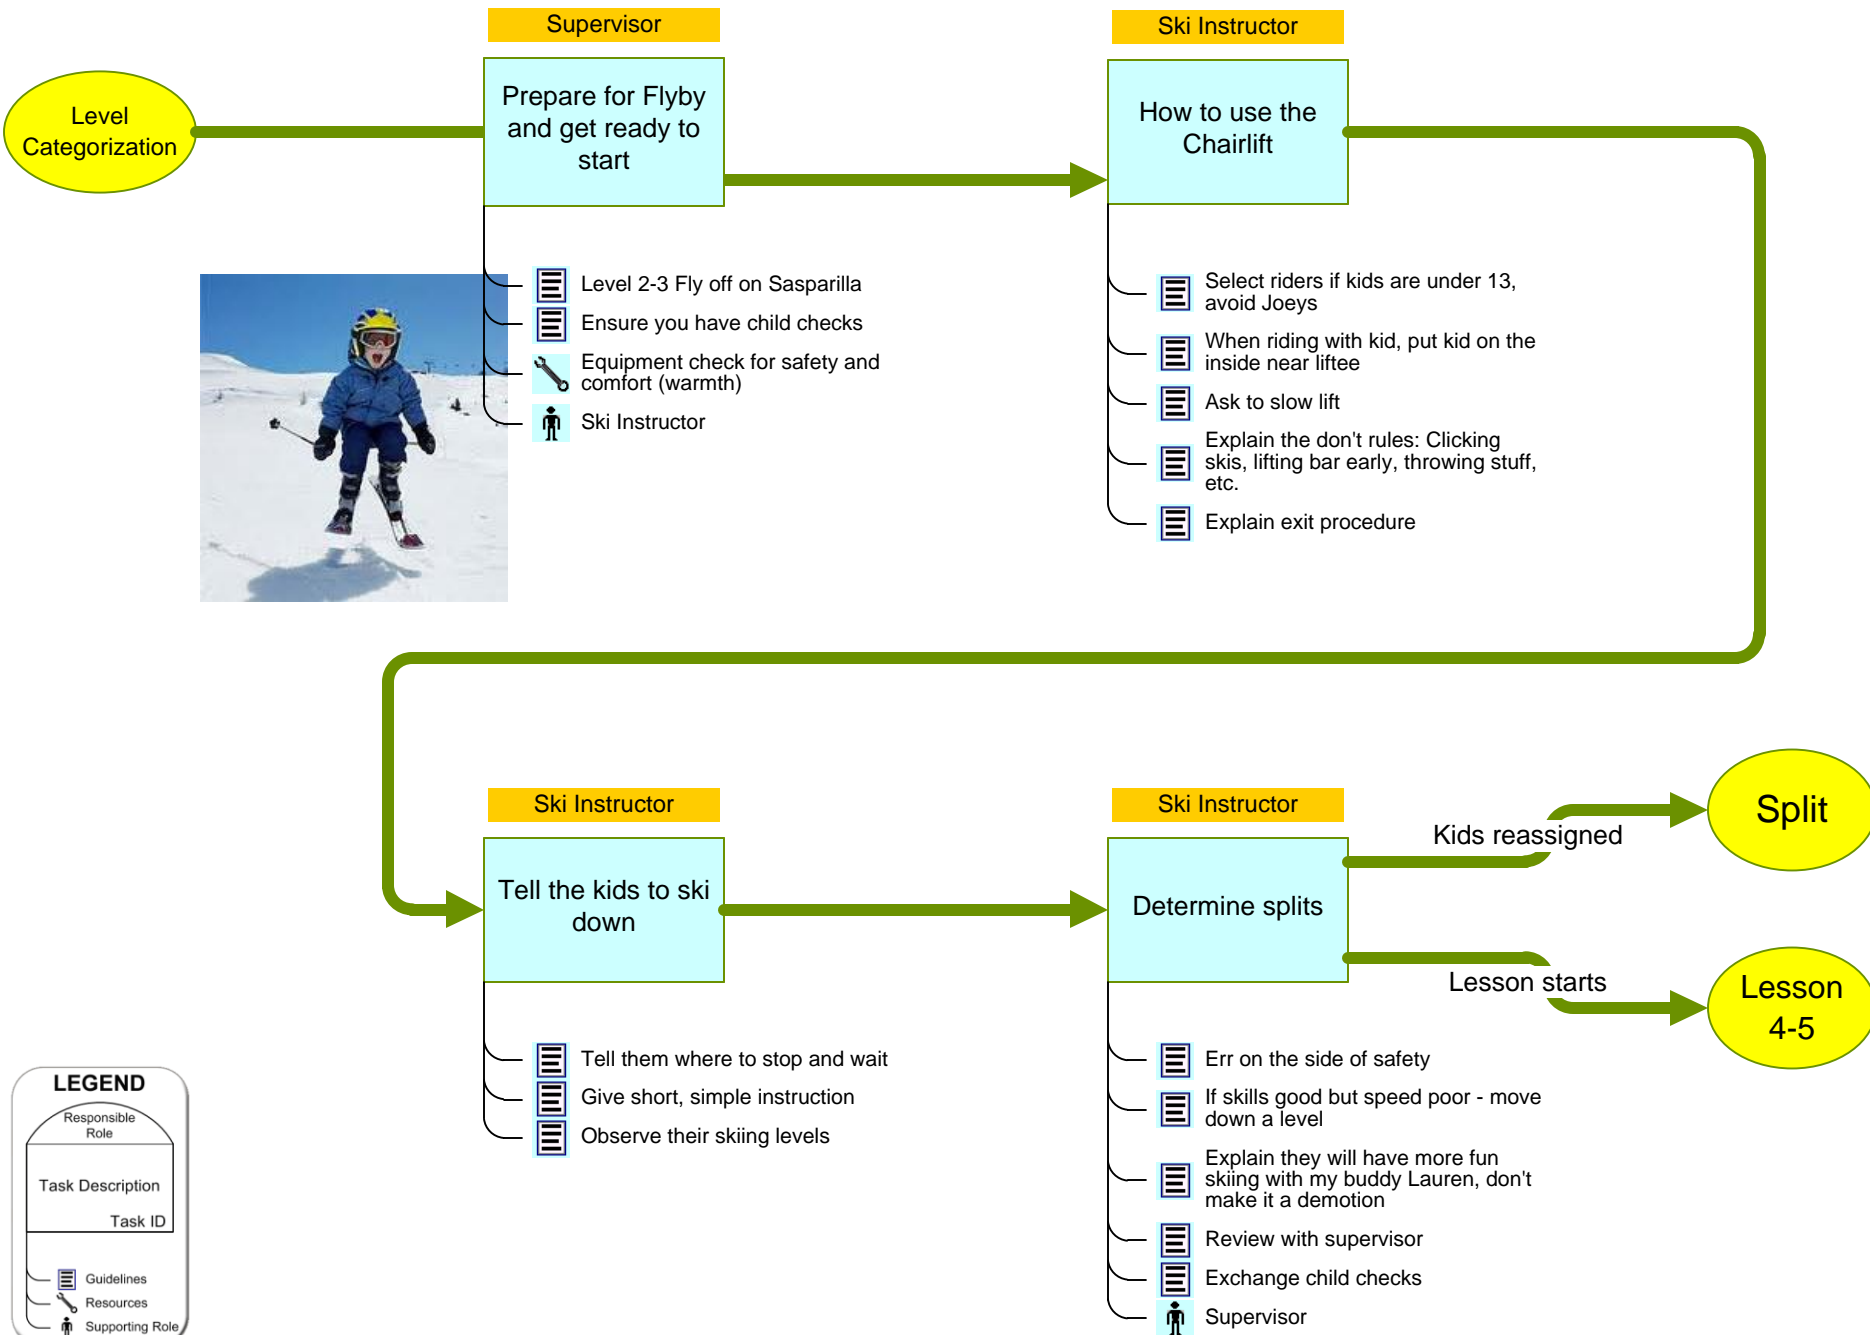 Supervisor
Ski Instructor
Level
Categorization
Prepare for Flyby
and get ready to
start
How to use the
Chairlift
Level 2-3 Fly off on Sasparilla
Ensure you have child checks
Equipment check for safety and
comfort (warmth)
Ski Instructor
Select riders if kids are under 13,
avoid Joeys
When riding with kid, put kid on the
inside near liftee
Ask to slow lift
Explain the don't rules: Clicking
skis, lifting bar early, throwing stuff,
etc.
Explain exit procedure
Ski Instructor
Ski Instructor
Tell the kids to ski
down
Determine splits
Kids reassigned
Split
Lesson starts
Lesson
4-5
Tell them where to stop and wait
Give short, simple instruction
Observe their skiing levels
Err on the side of safety
If skills good but speed poor - move
down a level
Explain they will have more fun
skiing with my buddy Lauren, don't
make it a demotion
Review with supervisor
Exchange child checks
Supervisor
LEGEND
Responsible
Role
Task Description
Task ID
Guidelines
Resources
Supporting Role